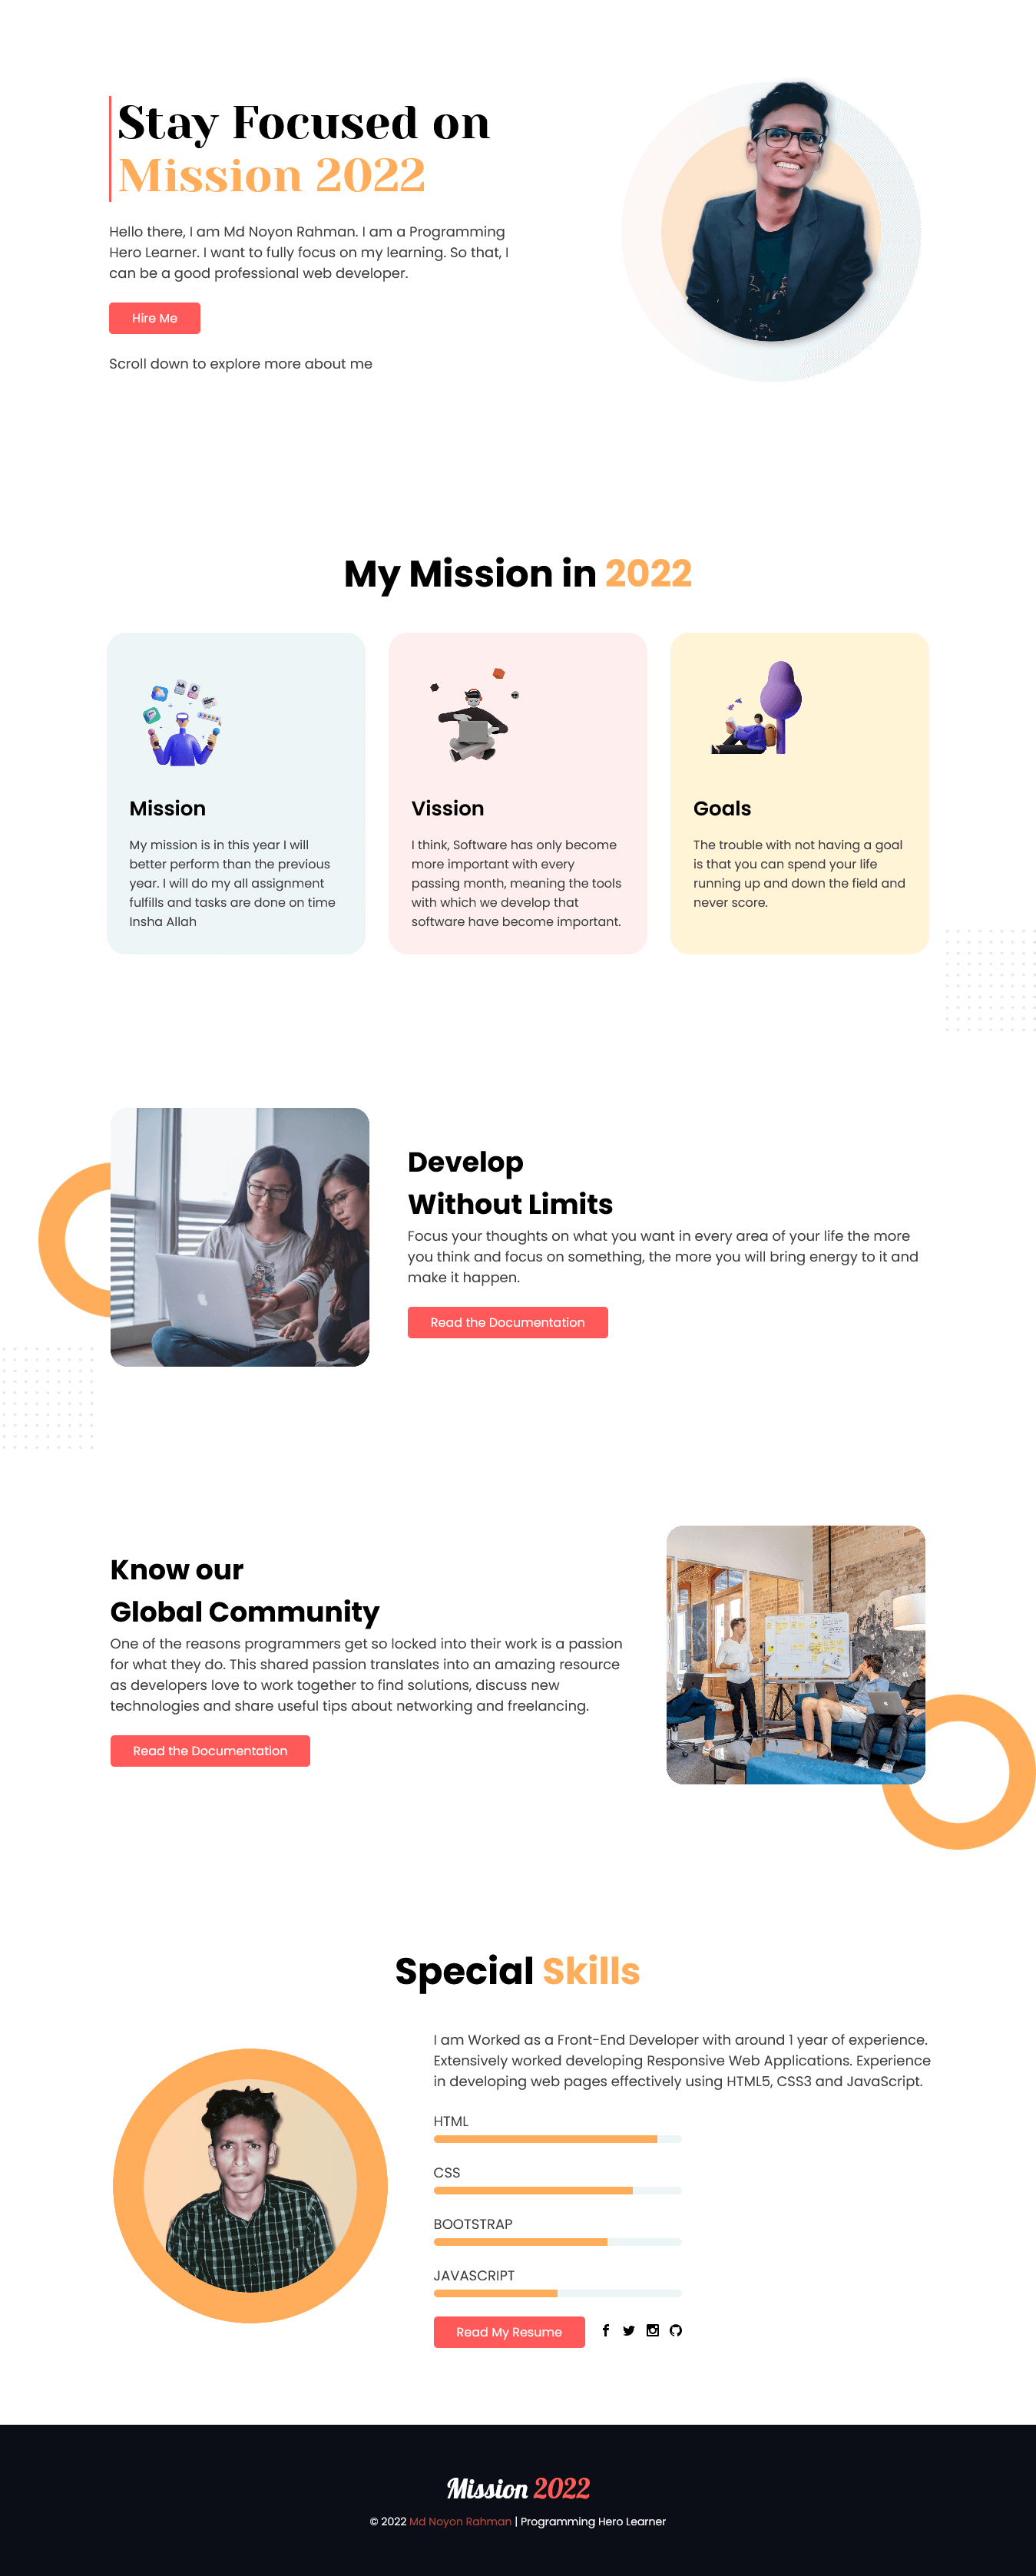 Stay Focused on
Mission 2022
Hello there, I am Md Noyon Rahman. I am a Programming
Hero Learner. I want to fully focus on my learning. So that, I
can be a good professional web developer.
Hire Me
Scroll down to explore more about me
My Mission in 2022
Mission
My mission is in this year I will
better perform than the previous
year. I will do my all assignment
fulfills and tasks are done on time
Insha Allah
Vission
I think, Software has only become
more important with every
passing month, meaning the tools
with which we develop that
software have become important.
Goals
The trouble with not having a goal
is that you can spend your life
running up and down the field and
never score.
Develop
Without Limits
Focus your thoughts on what you want in every area of your life the more
you think and focus on something, the more you will bring energy to it and
make it happen.
Read the Documentation
Know our
Global Community
One of the reasons programmers get so locked into their work is a passion
for what they do. This shared passion translates into an amazing resource
as developers love to work together to find solutions, discuss new
technologies and share useful tips about networking and freelancing.
Read the Documentation
Special Skills
I am Worked as a Front-End Developer with around 1 year of experience.
Extensively worked developing Responsive Web Applications. Experience
in developing web pages effectively using HTML5, CSS3 and JavaScript.
HTML
CSS
BOOTSTRAP
JAVASCRIPT
Read My Resume
Mission 2022
© 2022 Md Noyon Rahman | Programming Hero Learner